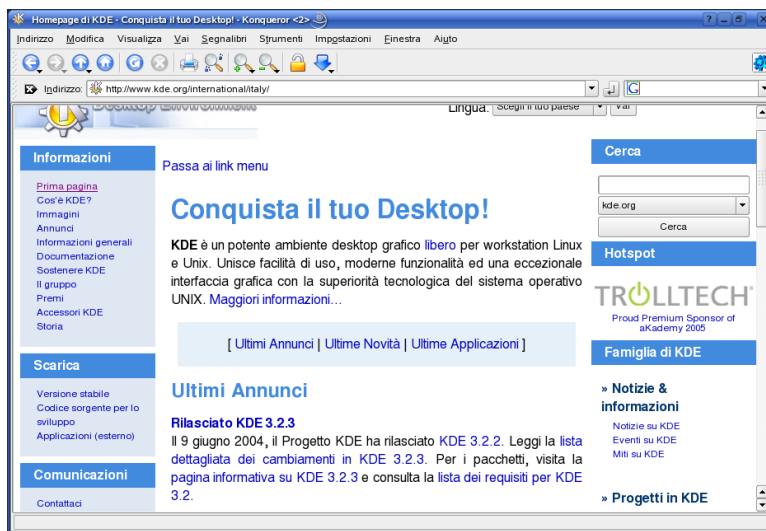 Homepage di KDE - Conquista il tuo Desktop! - Konqueror <2>
Indirizzo Modifica Visualizza Vai Segnalibri Strumenti Impostazioni Finestra Aiuto
Indirizzo: http://www.kde.org/international/italy/
Desktop Environment
Lingua: Scegli il tuo paese Vai
Informazioni
Prima pagina
Cos'è KDE?
Immagini
Annunci
Informazioni generali
Documentazione
Sostenere KDE
Il gruppo
Premi
Accessori KDE
Storia
Scarica
Versione stabile
Codice sorgente per lo
sviluppo
Applicazioni (esterno)
Comunicazioni
Contattaci
Passa ai link menu
Conquista il tuo Desktop!
KDE è un potente ambiente desktop grafico libero per workstation Linux
e Unix. Unisce facilità di uso, moderne funzionalità ed una eccezionale
interfaccia grafica con la superiorità tecnologica del sistema operativo
UNIX. Maggiori informazioni...
[ Ultimi Annunci | Ultime Novità | Ultime Applicazioni ]
Ultimi Annunci
Rilasciato KDE 3.2.3
Il 9 giugno 2004, il Progetto KDE ha rilasciato KDE 3.2.2. Leggi la lista
dettagliata dei cambiamenti in KDE 3.2.3. Per i pacchetti, visita la
pagina informativa su KDE 3.2.3 e consulta la lista dei requisiti per KDE
3.2.
Cerca
kde.org
Cerca
Hotspot
TROLLTECH
Proud Premium Sponsor of
aKademy 2005
Famiglia di KDE
» Notizie &
informazioni
Notizie su KDE
Eventi su KDE
Miti su KDE
» Progetti in KDE